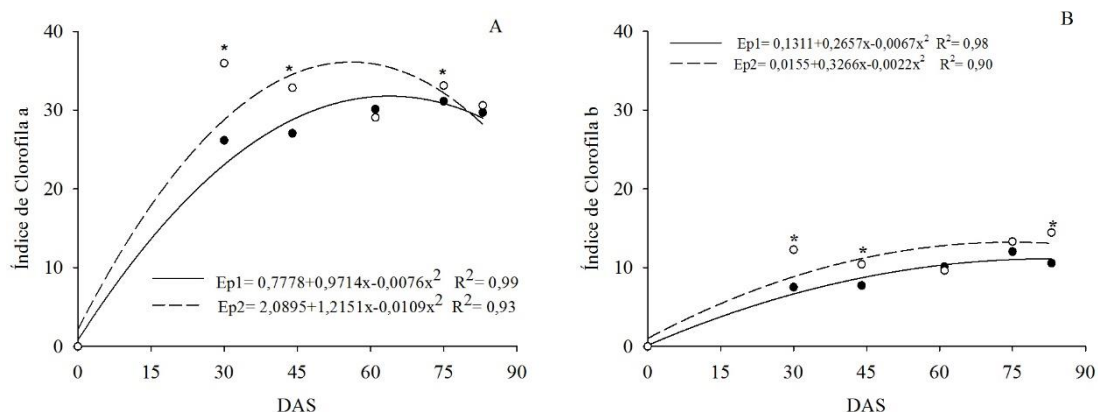 A
Índice de Clorofila a
40
30
20
10
0
* * *
Ep1= 0,7778+0,9714x-0,0076x² R²= 0,99
Ep2= 2,0895+1,2151x-0,0109x² R²= 0,93
0 15 30 45 60 75 90
DAS
B
Índice de Clorofila b
40
30
20
10
0
Ep1= 0,1311+0,2657x-0,0067x² R²= 0,98
Ep2= 0,0155+0,3266x-0,0022x² R²= 0,90
* * *
0 15 30 45 60 75 90
DAS